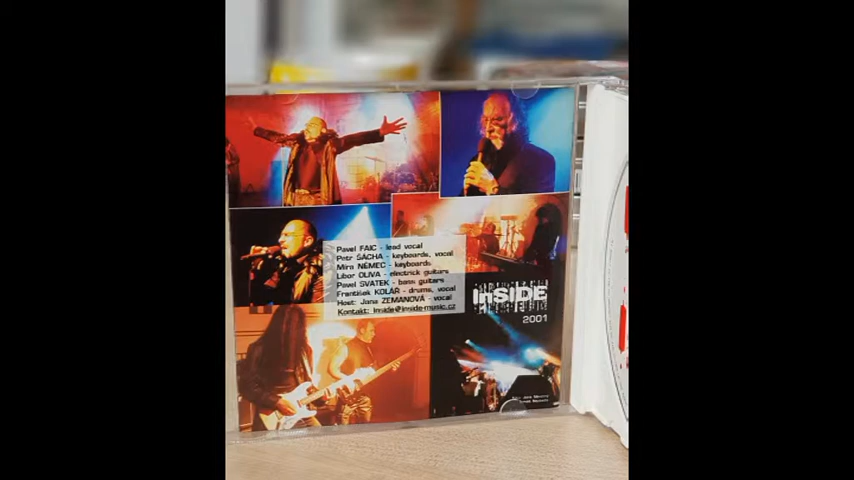 Pavel FAIC - lead vocal
Petr ŠÁCHA - keyboards, vocal
Míra NĚMEC - keyboards
Libor OLIVA - electrick guitars
Pavel SVATEK - bass guitars
František KOLÁŘ - drums, vocal
Host: Jana ZEMANOVÁ - vocal
Kontakt: inside@inside-music.cz
INSIDE
2001